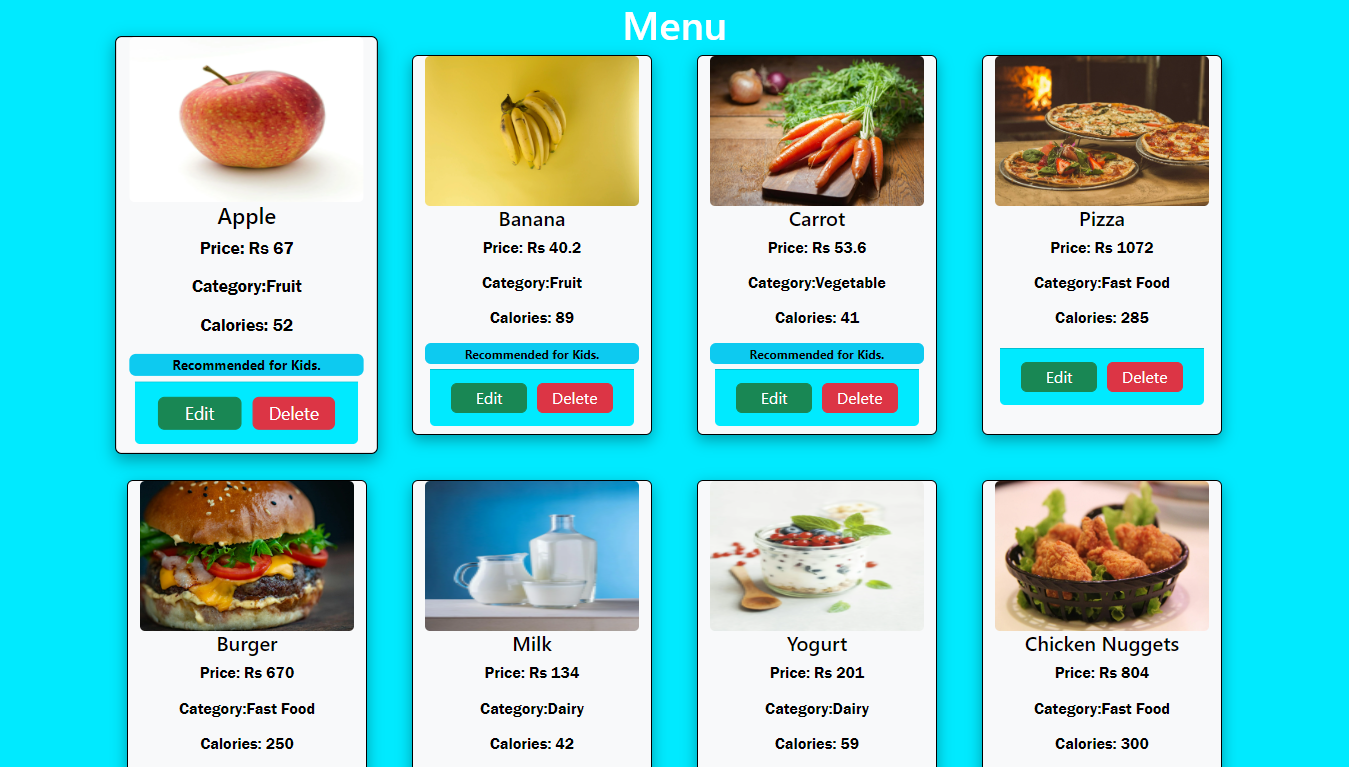 Menu
Apple
Price: Rs 67
Category:Fruit
Calories: 52
Recommended for Kids.
Edit Delete
Banana
Price: Rs 40.2
Category:Fruit
Calories: 89
Recommended for Kids.
Edit Delete
Carrot
Price: Rs 53.6
Category:Vegetable
Calories: 41
Recommended for Kids.
Edit Delete
Pizza
Price: Rs 1072
Category:Fast Food
Calories: 285
Edit Delete
Burger
Price: Rs 670
Category:Fast Food
Calories: 250
Milk
Price: Rs 134
Category:Dairy
Calories: 42
Yogurt
Price: Rs 201
Category:Dairy
Calories: 59
Chicken Nuggets
Price: Rs 804
Category:Fast Food
Calories: 300